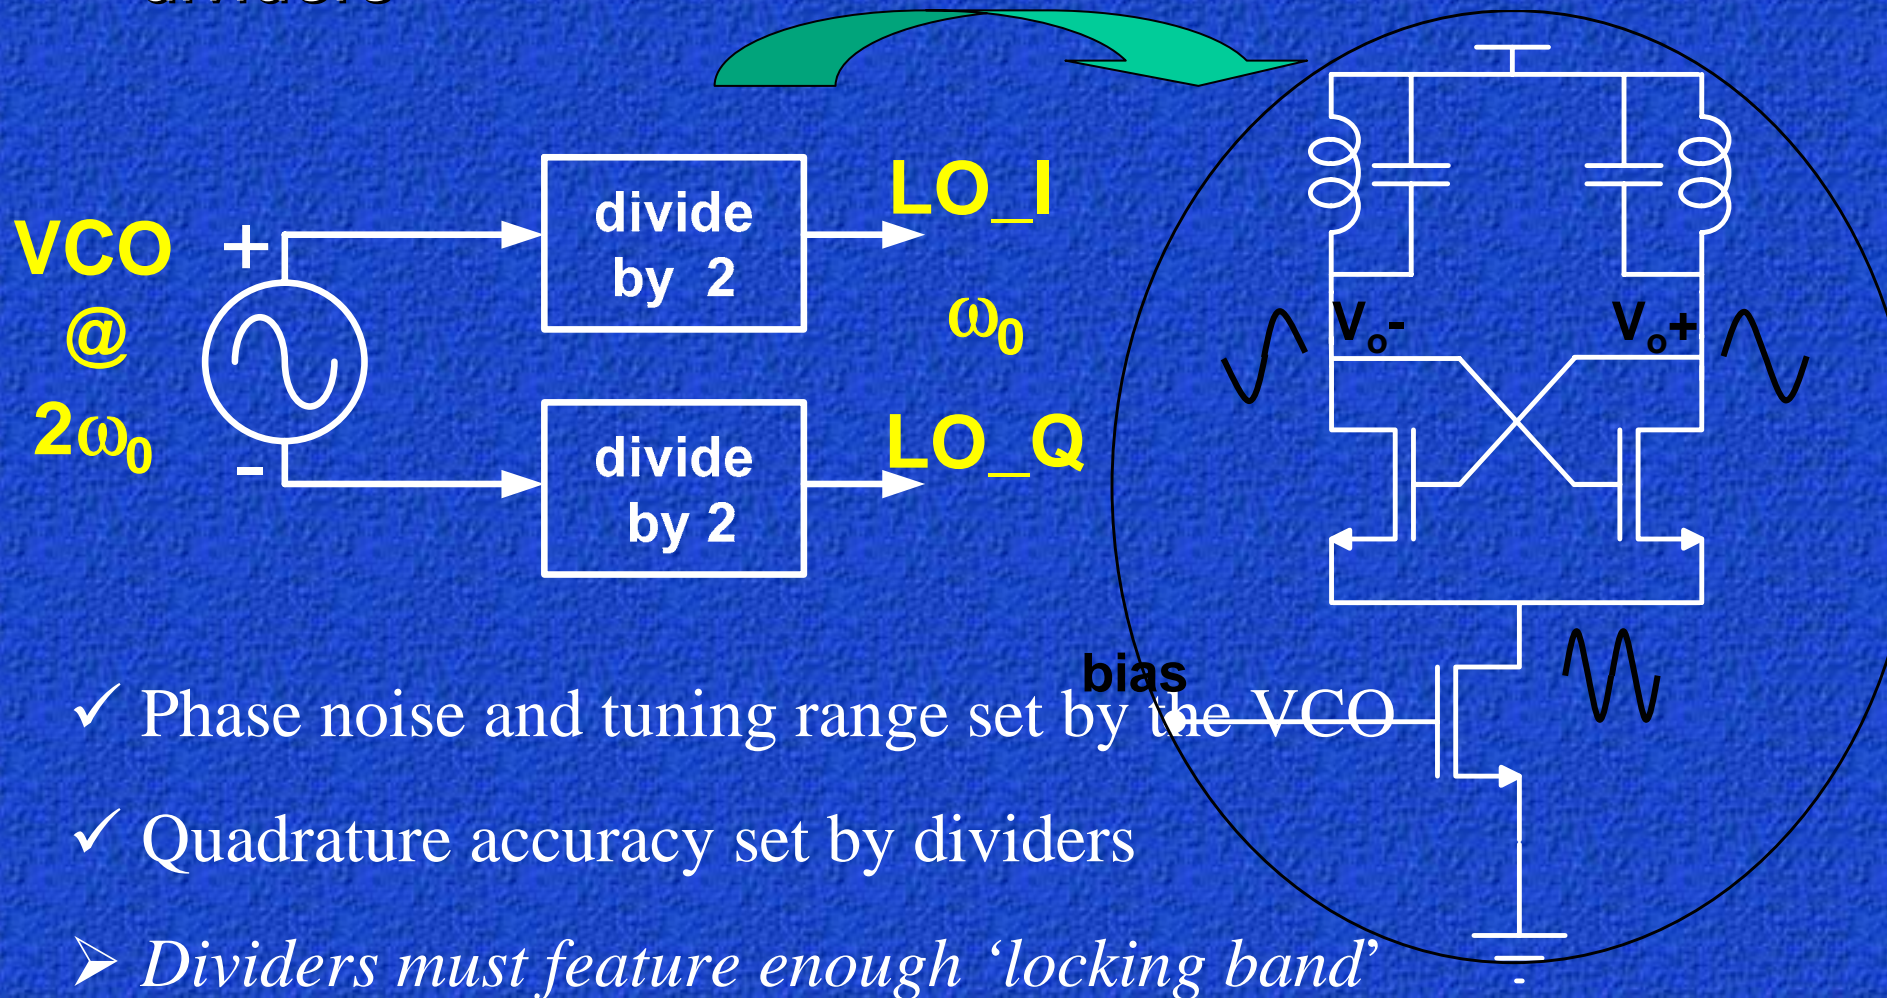 dividers
VCO
@
2ω₀
+
-
divide
by 2
divide
by 2
LO_I
ω₀
LO_Q
Vₒ-
Vₒ+
bias
✓ Phase noise and tuning range set by the VCO
✓ Quadrature accuracy set by dividers
➢ Dividers must feature enough ‘locking band’